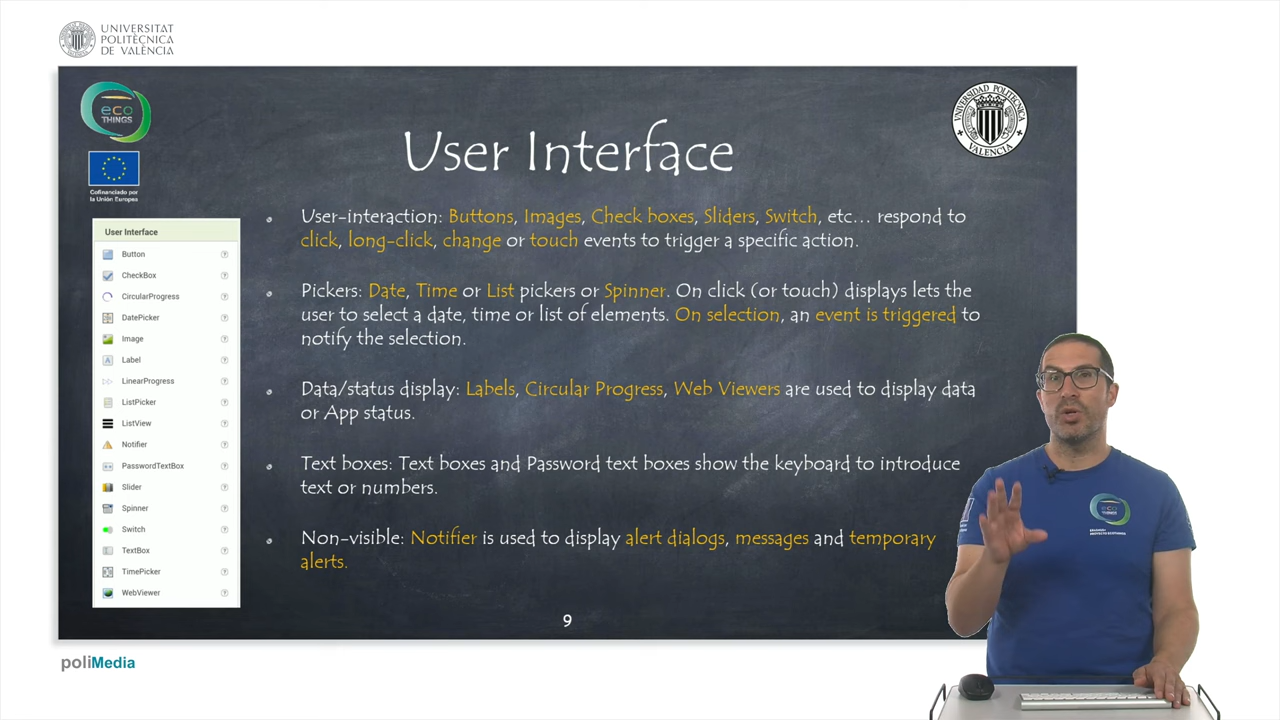 UNIVERSITAT
POLITÈCNICA
DE VALÈNCIA
eco
THINGS
Cofinanciado por
la Unión Europea
UNIVERSIDAD POLITECNICA
VALENCIA
User Interface
User Interface
Button
CheckBox
CircularProgress
DatePicker
Image
Label
LinearProgress
ListPicker
ListView
Notifier
PasswordTextBox
Slider
Spinner
Switch
TextBox
TimePicker
WebViewer
User-interaction: Buttons, Images, Check boxes, Sliders, Switch, etc... respond to
click, long-click, change or touch events to trigger a specific action.
Pickers: Date, Time or List pickers or Spinner. On click (or touch) displays lets the
user to select a date, time or list of elements. On selection, an event is triggered to
notify the selection.
Data/status display: Labels, Circular Progress, Web Viewers are used to display data
or App status.
Text boxes: Text boxes and Password text boxes show the keyboard to introduce
text or numbers.
Non-visible: Notifier is used to display alert dialogs, messages and temporary
alerts.
9
eco
THINGS
poliMedia